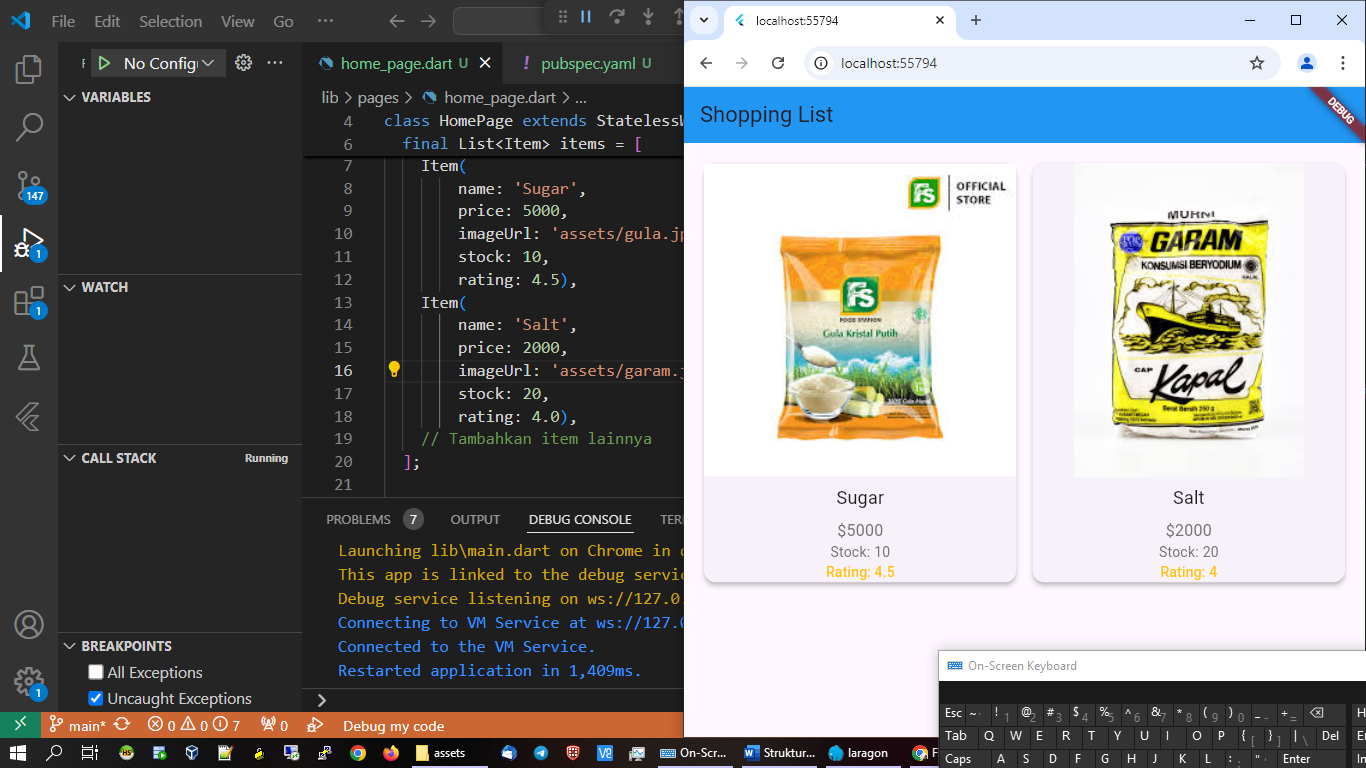 File Edit Selection View Go ···
No Config
VARIABLES
WATCH
CALL STACK
Running
BREAKPOINTS
All Exceptions
Uncaught Exceptions
147
1
1
1
home_page.dart U
pubspec.yaml U
lib > pages > home_page.dart > ...
4 class HomePage extends Stateless
6 final List<Item> items = [
7 Item(
8 name: 'Sugar',
9 price: 5000,
10 imageUrl: 'assets/gula.jp
11 stock: 10,
12 rating: 4.5),
13 Item(
14 name: 'Salt',
15 price: 2000,
16 imageUrl: 'assets/garam.j
17 stock: 20,
18 rating: 4.0),
19 // Tambahkan item lainnya
20 ];
21
PROBLEMS 7 OUTPUT DEBUG CONSOLE TER
Launching lib\main.dart on Chrome in d
This app is linked to the debug servic
Debug service listening on ws://127.0
Connecting to VM Service at ws://127.0
Connected to the VM Service.
Restarted application in 1,409ms.
main* 0 0 7 0 Debug my code
localhost:55794
localhost:55794
Shopping List
DEBUG
FS
OFFICIAL
STORE
FS
FOOD STATION
Gula Kristal Putih
Sugar
$5000
Stock: 10
Rating: 4.5
MURNI
GARAM
KONSUMSI BERYODIUM
CAP
Kapal
Berat Bersih 250 g
Salt
$2000
Stock: 20
Rating: 4
On-Screen Keyboard
Esc ~ ` ! 1 @ 2 # 3 $ 4 % 5 ^ 6 & 7 * 8 ( 9 ) 0 _ - + =
Tab Q W E R T Y U I O P { [ } ] | \ Del
Caps A S D F G H J K L : ; " ' Enter
assets
On-Scr...
Struktur...
laragon